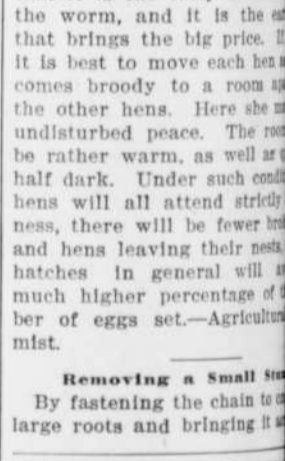 the worm, and it is the
that brings the big price.
it is best to move each hen
comes broody to a room
the other hens. Here she
undisturbed peace. The
be rather warm, as well as
half dark. Under such
hens will all attend strictly
ness, there will be fewer
and hens leaving their nests,
hatches in general will
much higher percentage of
ber of eggs set.—Agricultural
mist.
Removing a Small
By fastening the chain to
large roots and bringing it